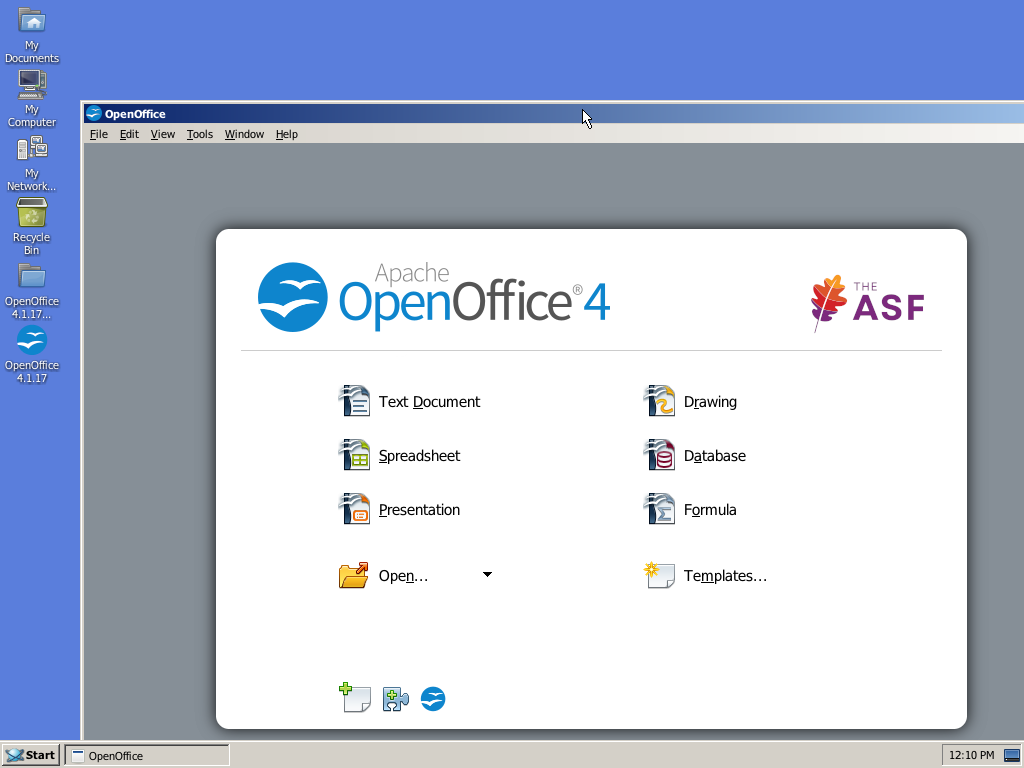 My
Documents
My
Computer
My
Network...
Recycle
Bin
OpenOffice
4.1.17...
OpenOffice
4.1.17
OpenOffice
File Edit View Tools Window Help
Apache
OpenOffice® 4
THE
ASF
Text Document
Drawing
Spreadsheet
Database
Presentation
Formula
Open...
Templates...
Start
OpenOffice
12:10 PM